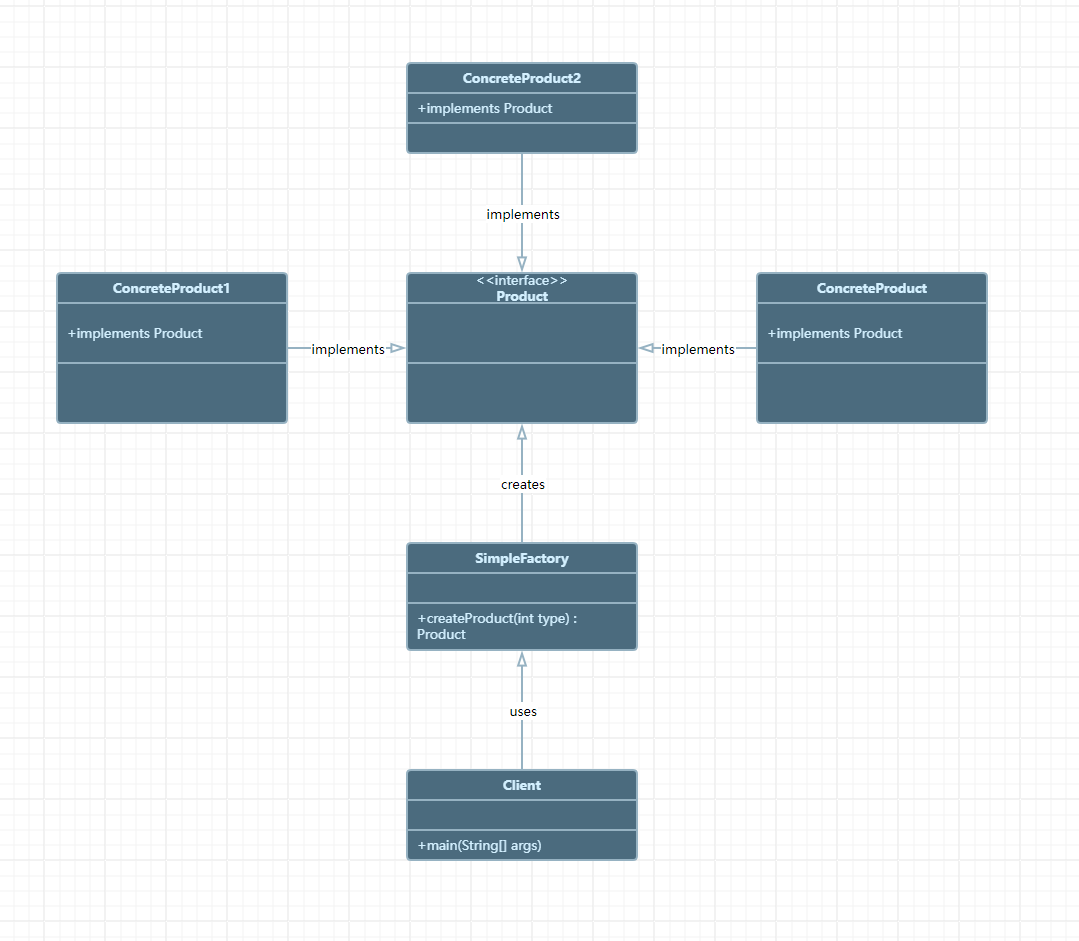 ConcreteProduct2
+implements Product
implements
ConcreteProduct1
+implements Product
implements
<<interface>>
Product
implements
ConcreteProduct
+implements Product
creates
SimpleFactory
+createProduct(int type) :
Product
uses
Client
+main(String[] args)